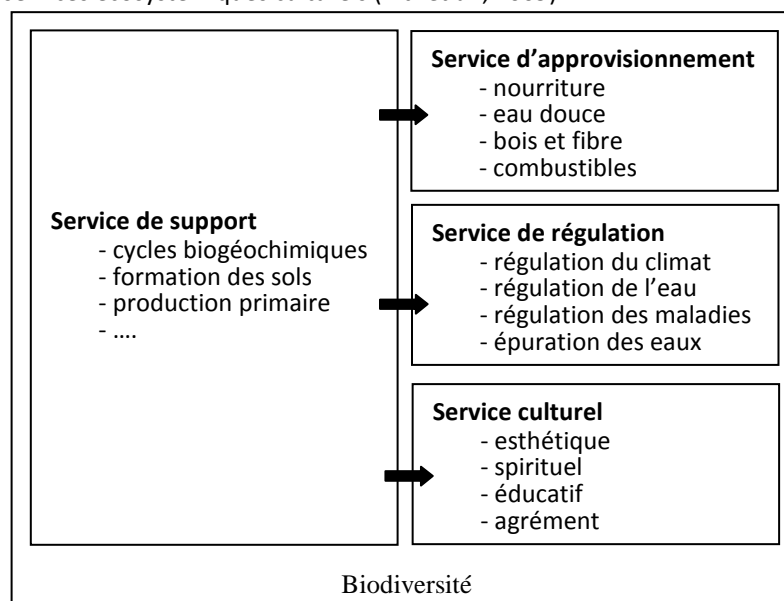 Service d'approvisionnement
- nourriture
- eau douce
- bois et fibre
- combustibles
Service de support
- cycles biogéochimiques
- formation des sols
- production primaire
- ….
Service de régulation
- régulation du climat
- régulation de l'eau
- régulation des maladies
- épuration des eaux
Service culturel
- esthétique
- spirituel
- éducatif
- agrément
Biodiversité